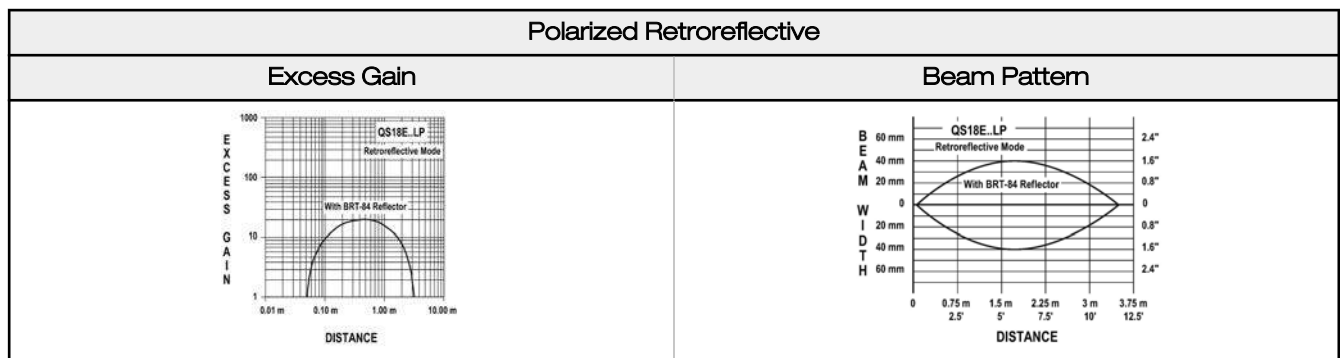 Polarized Retroreflective
Excess Gain
Beam Pattern
EXCESS GAIN
1000
100
10
1
QS18E..LP
Retroreflective Mode
With BRT-84 Reflector
0.01 m 0.10 m 1.00 m 10.00 m
DISTANCE
BEAM WIDTH
60 mm
40 mm
20 mm
0
20 mm
40 mm
60 mm
QS18E..LP
Retroreflective Mode
With BRT-84 Reflector
2.4"
1.6"
0.8"
0
0.8"
1.6"
2.4"
0 0.75 m 1.5 m 2.25 m 3 m 3.75 m
2.5' 5' 7.5' 10' 12.5'
DISTANCE